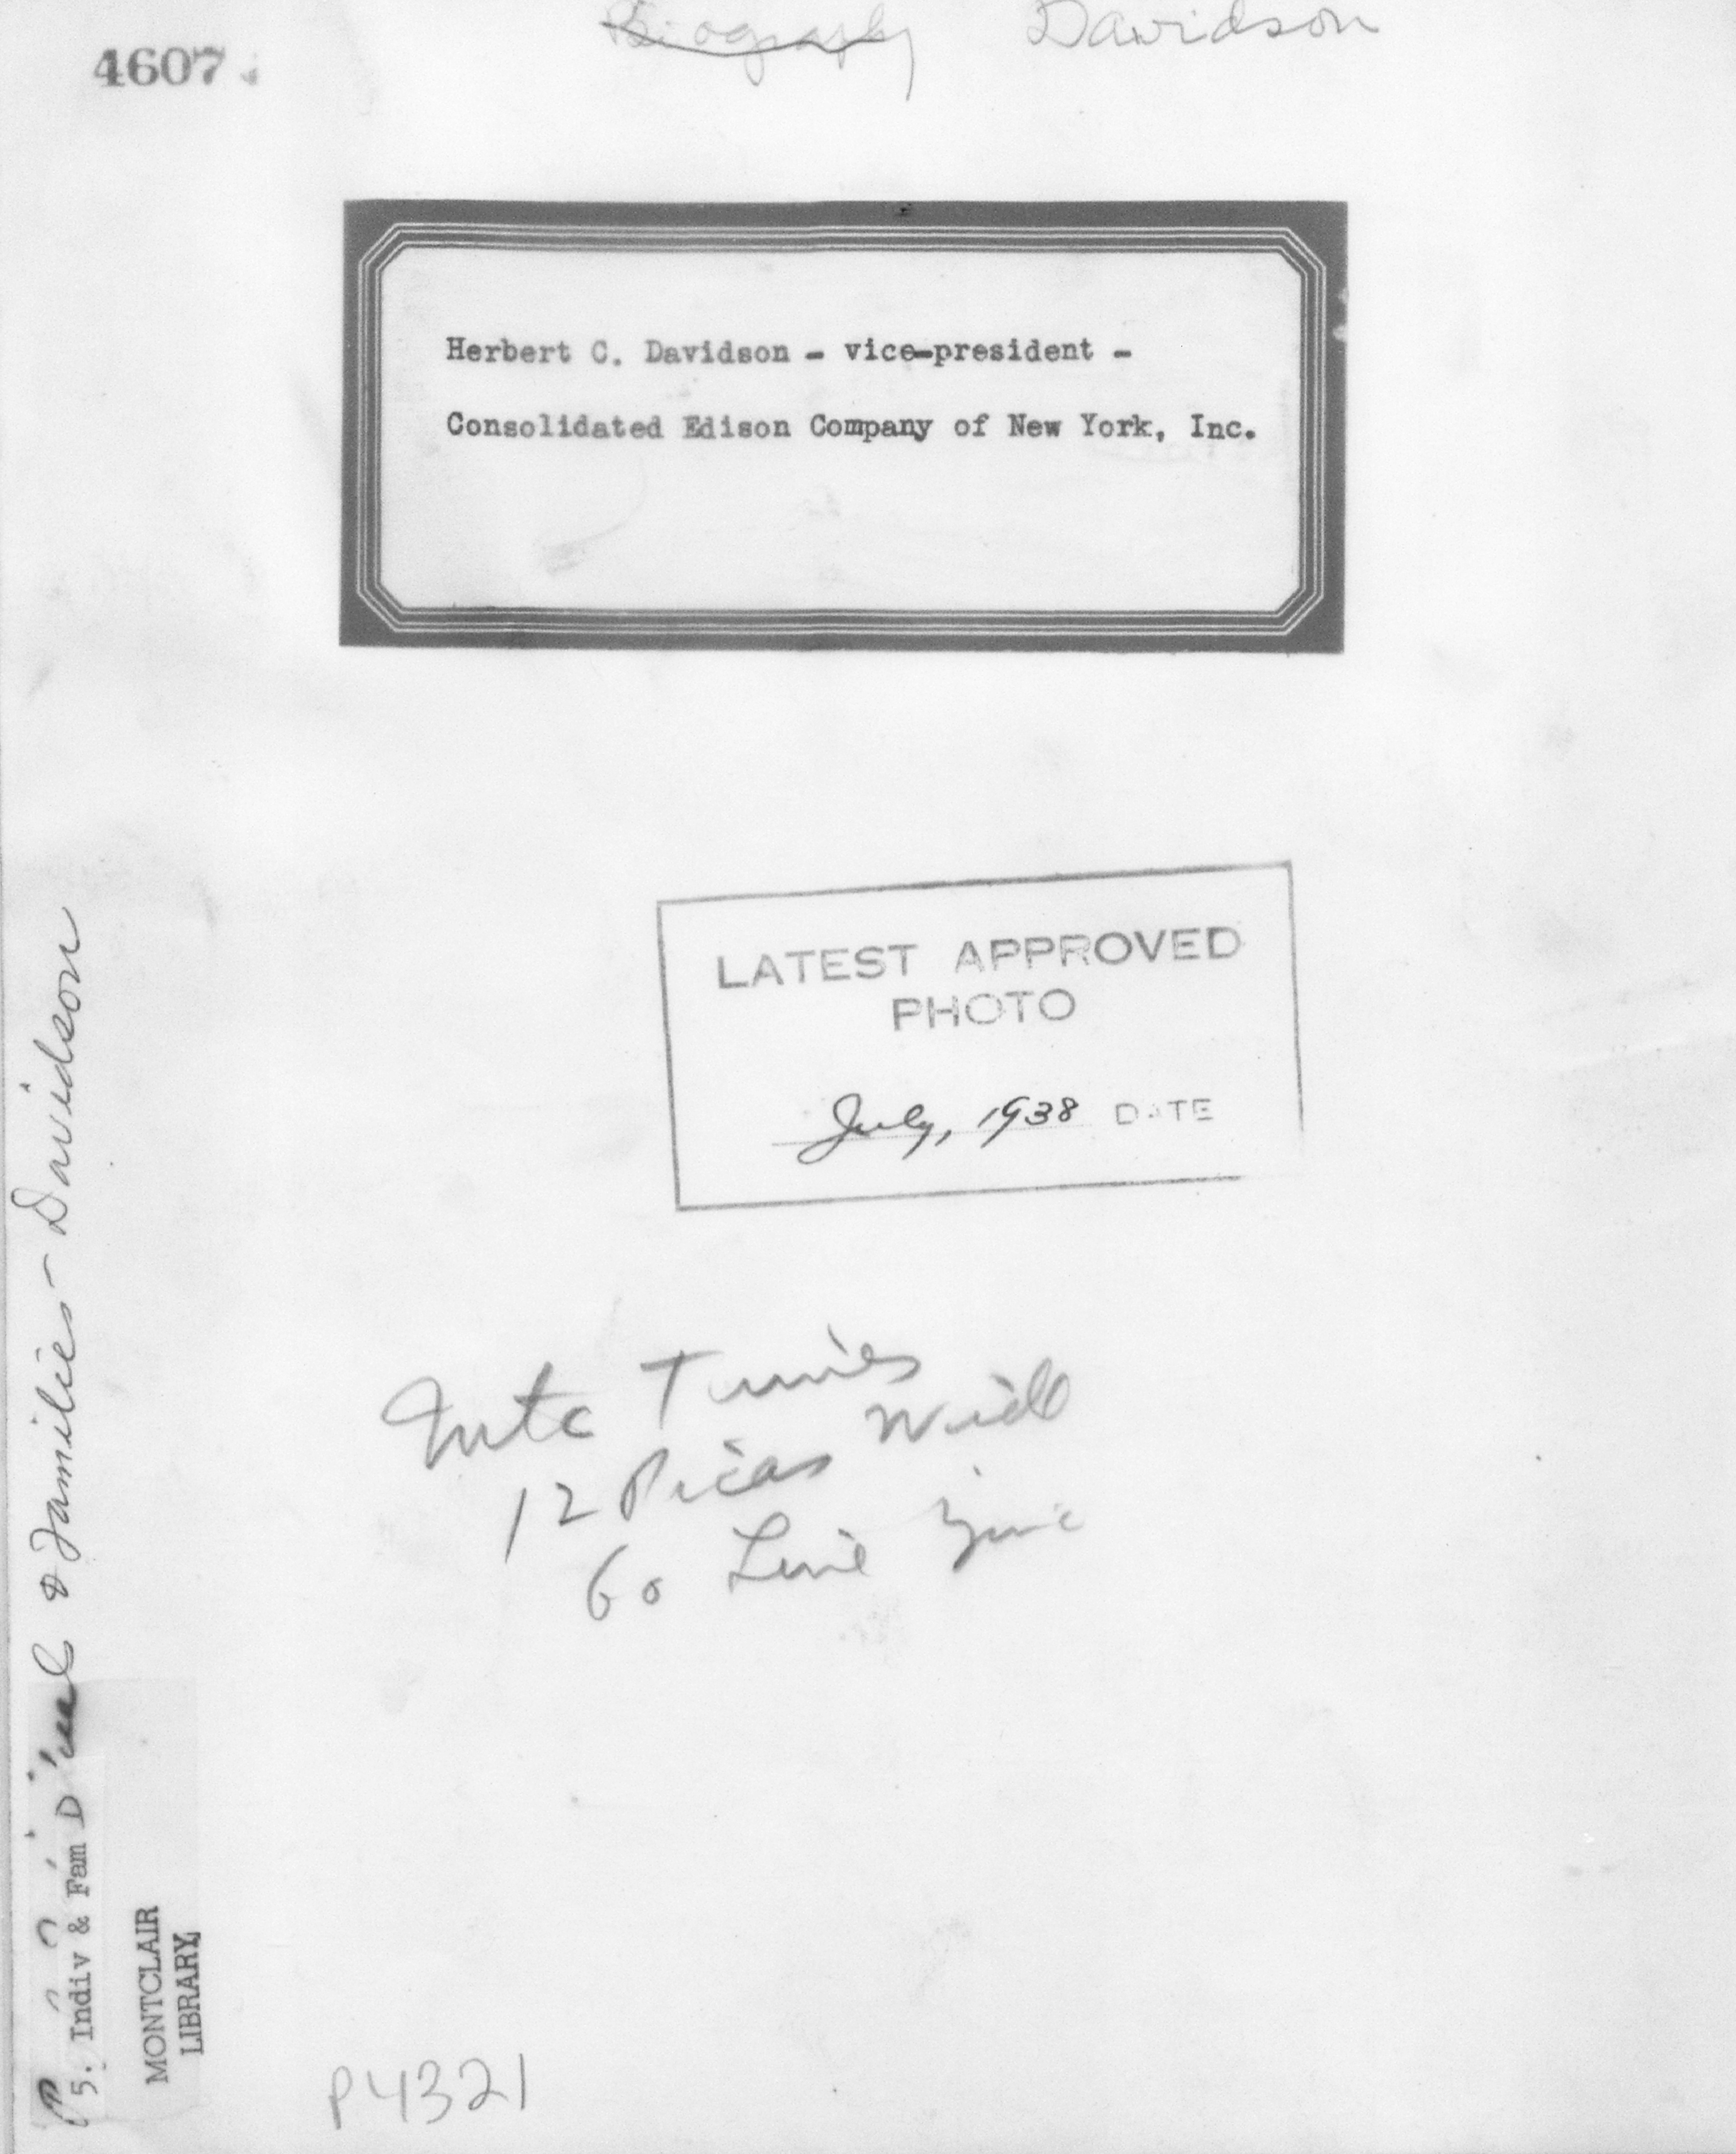 Biography Davidson
4607
Herbert C. Davidson - vice-president -
Consolidated Edison Company of New York, Inc.
LATEST APPROVED
PHOTO
July, 1938 DATE
Times
12 Picas Wide
60 Line Zinc
& Families - Davidson
5. Indiv & Fam D
MONTCLAIR
LIBRARY
P4321